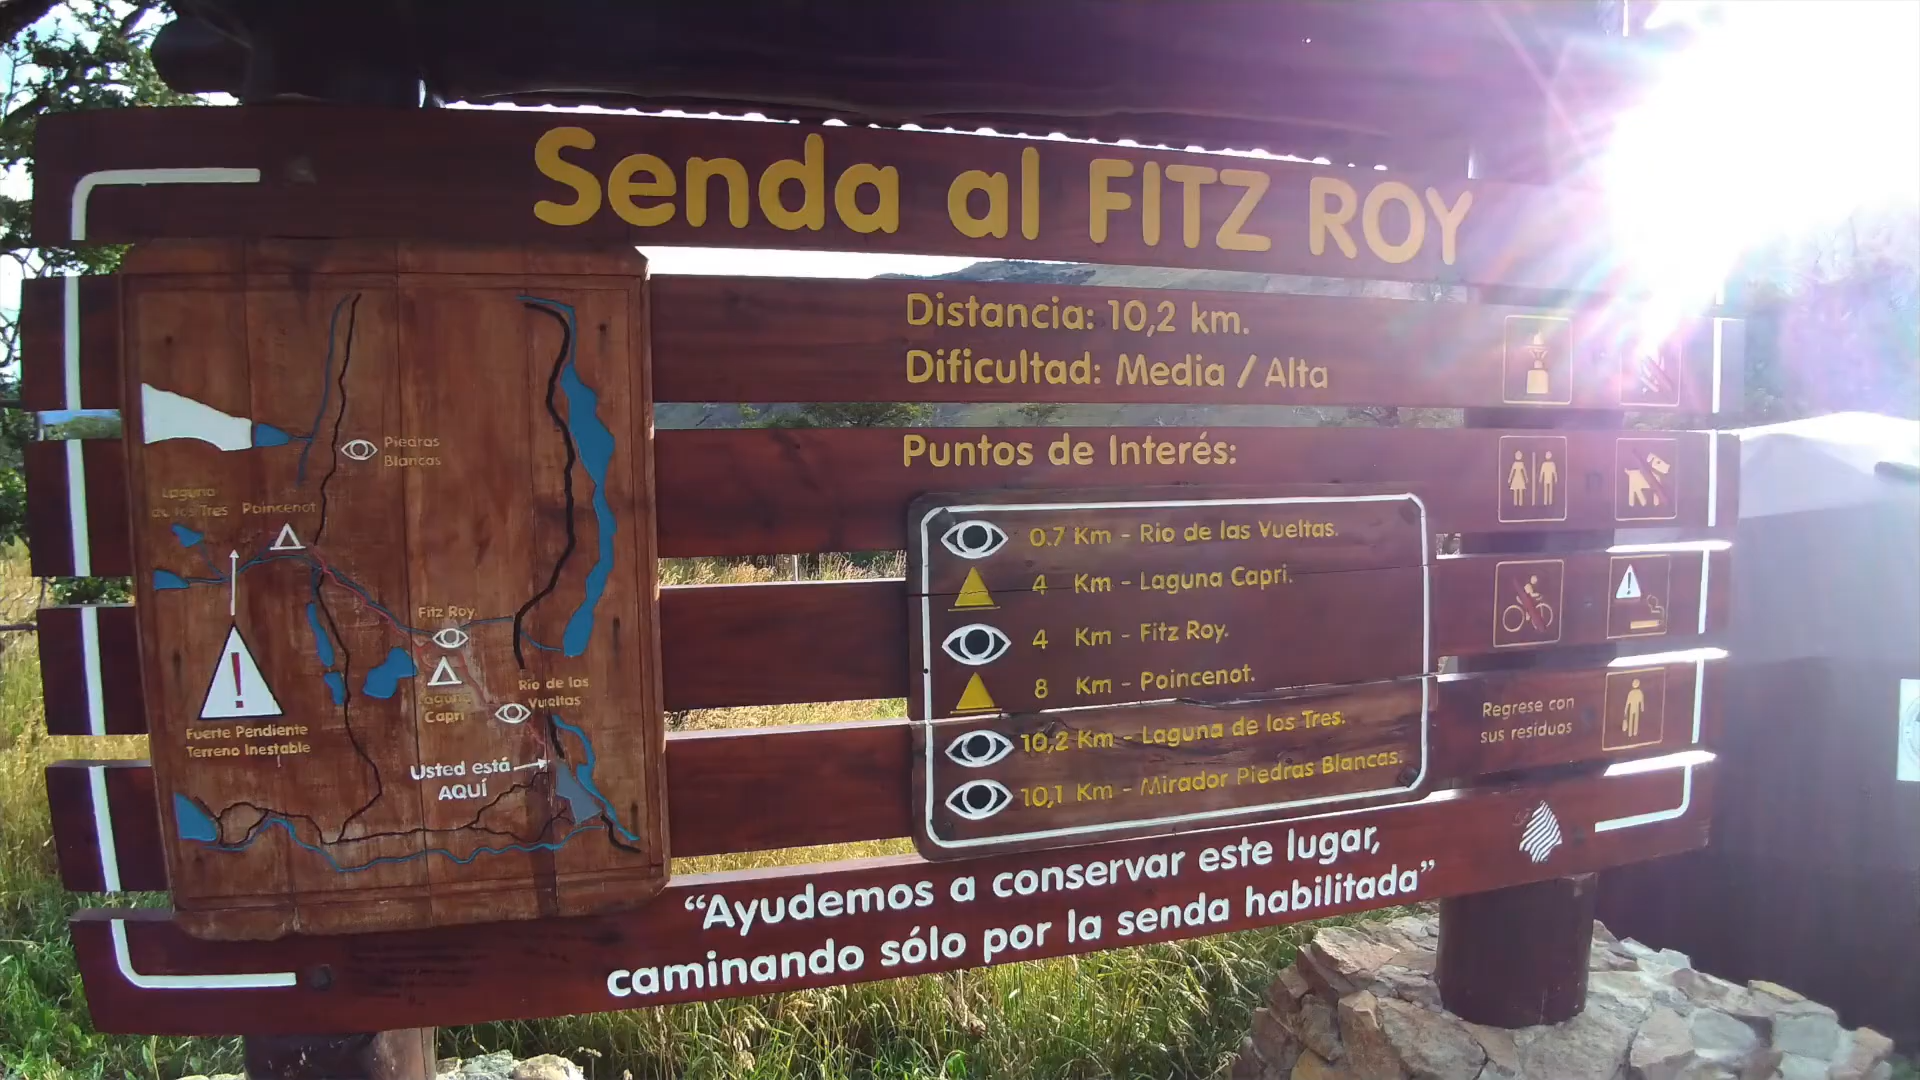 Senda al FITZ ROY
Distancia: 10,2 km.
Dificultad: Media / Alta
Puntos de Interés:
0.7 Km - Rio de las Vueltas.
4 Km - Laguna Capri.
4 Km - Fitz Roy.
8 Km - Poincenot.
10,2 Km - Laguna de los Tres.
10,1 Km - Mirador Piedras Blancas.
Piedras
Blancas
Laguna
de los Tres
Poincenot
Fitz Roy
Laguna
Capri
Rio de las
Vueltas
Fuerte Pendiente
Terreno Inestable
Usted está
AQUÍ
Regrese con
sus residuos
“Ayudemos a conservar este lugar,
caminando sólo por la senda habilitada”